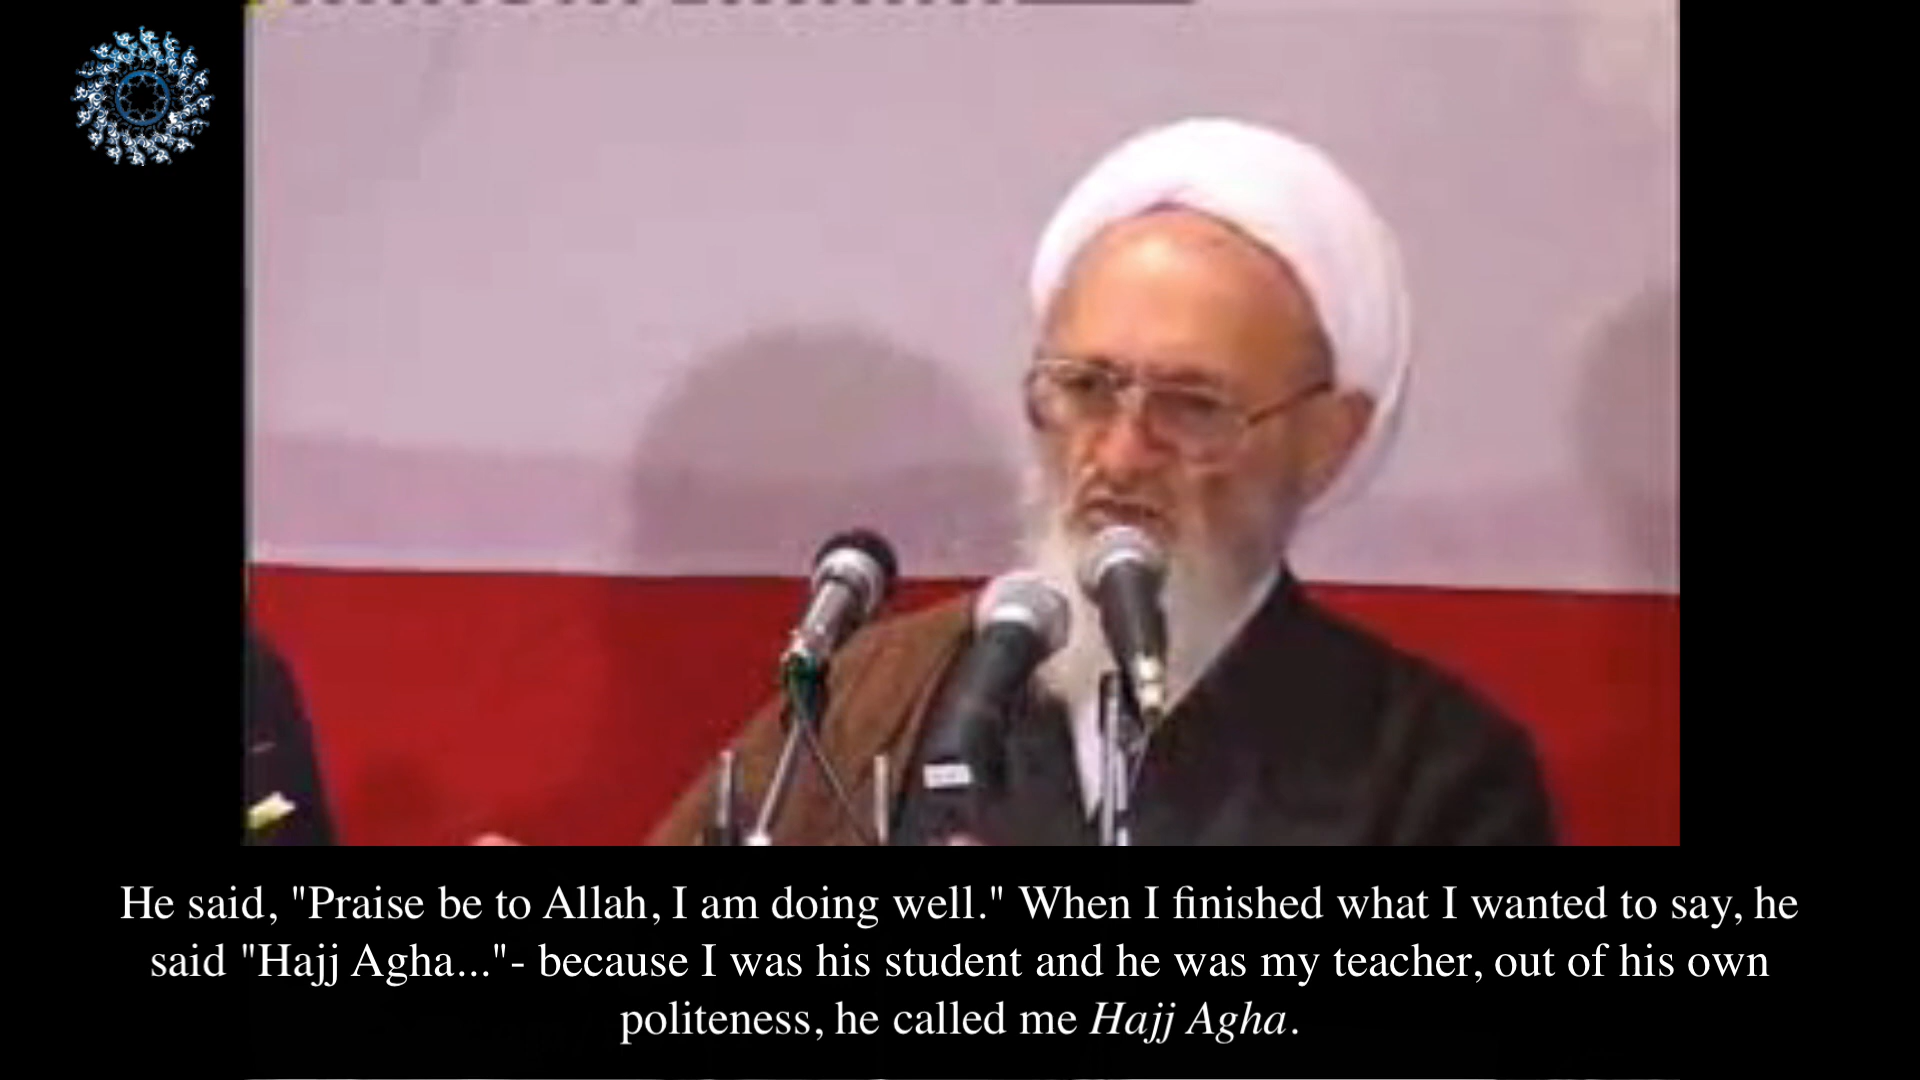 He said, "Praise be to Allah, I am doing well." When I finished what I wanted to say, he
said "Hajj Agha..."- because I was his student and he was my teacher, out of his own
politeness, he called me Hajj Agha.